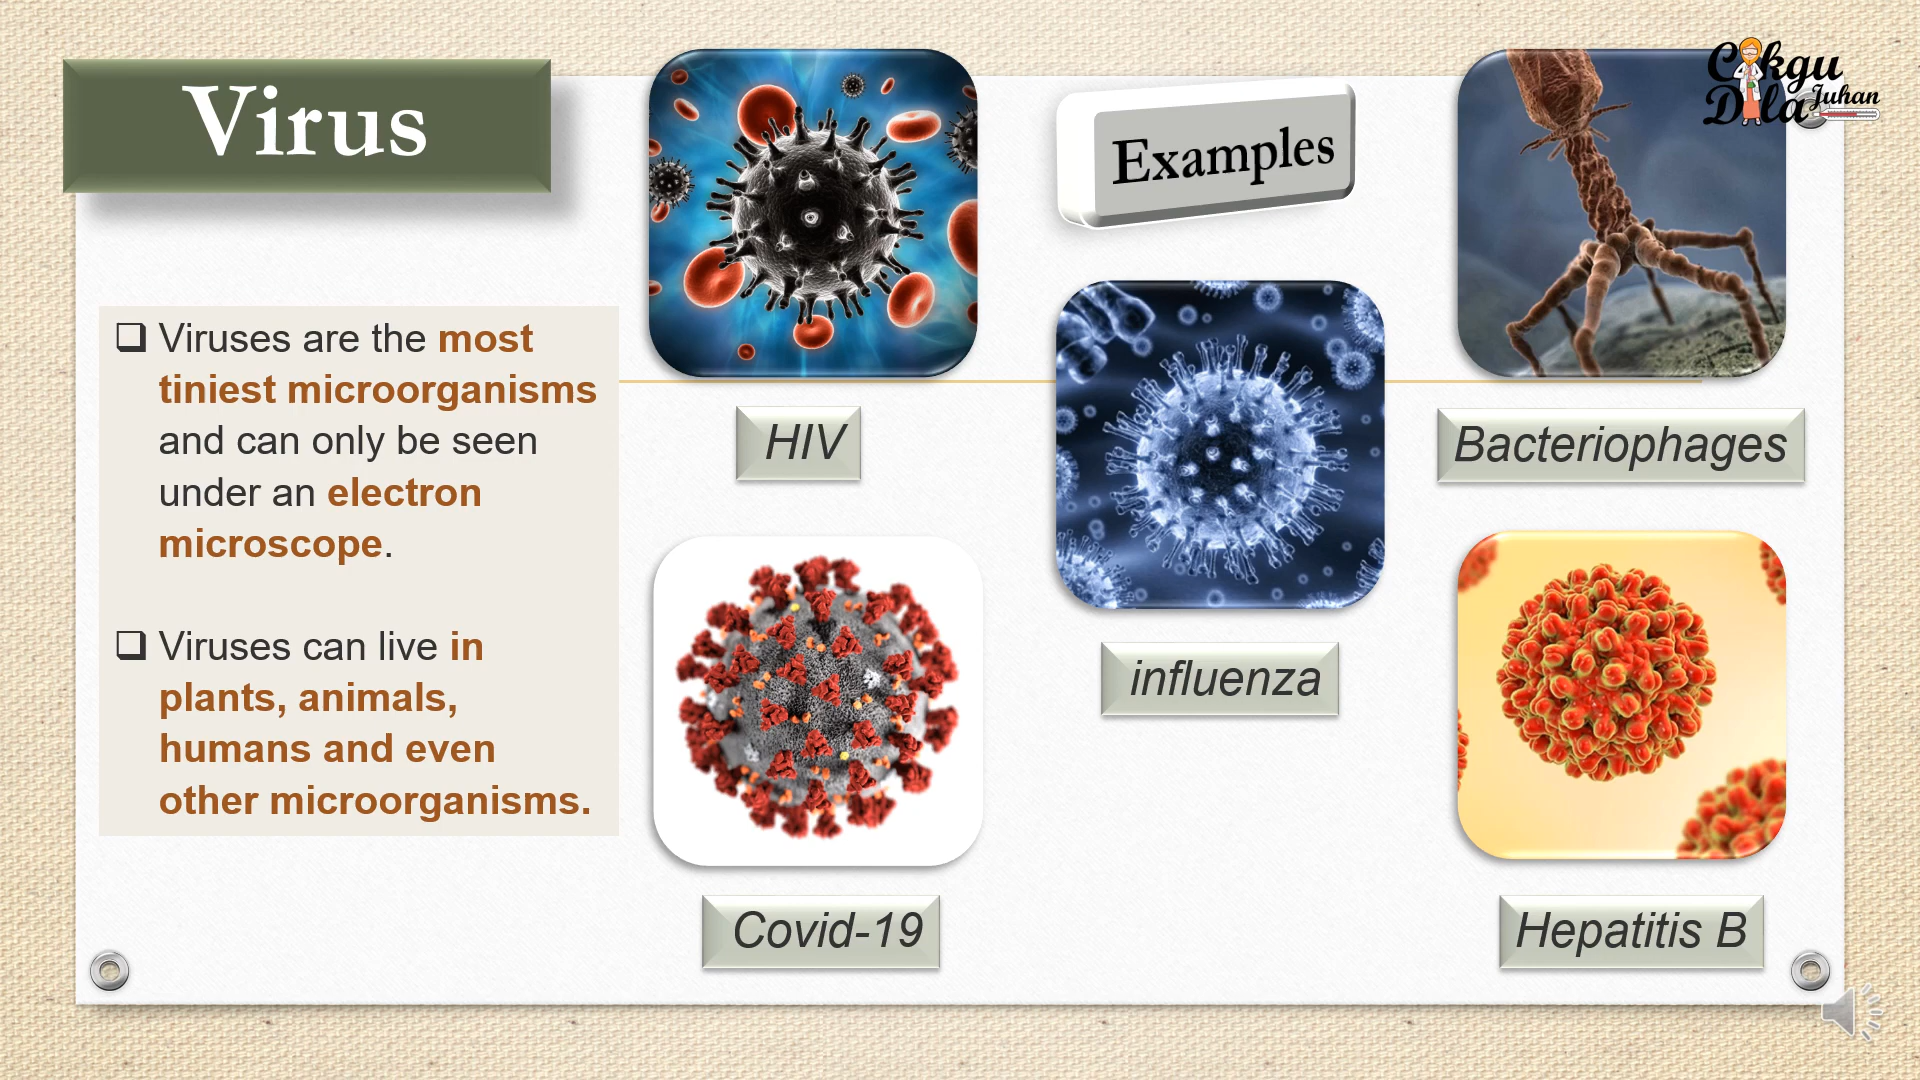 Virus
❑ Viruses are the most
tiniest microorganisms
and can only be seen
under an electron
microscope.
❑ Viruses can live in
plants, animals,
humans and even
other microorganisms.
Examples
HIV
Bacteriophages
influenza
Covid-19
Hepatitis B
Cikgu
Dila Juhan